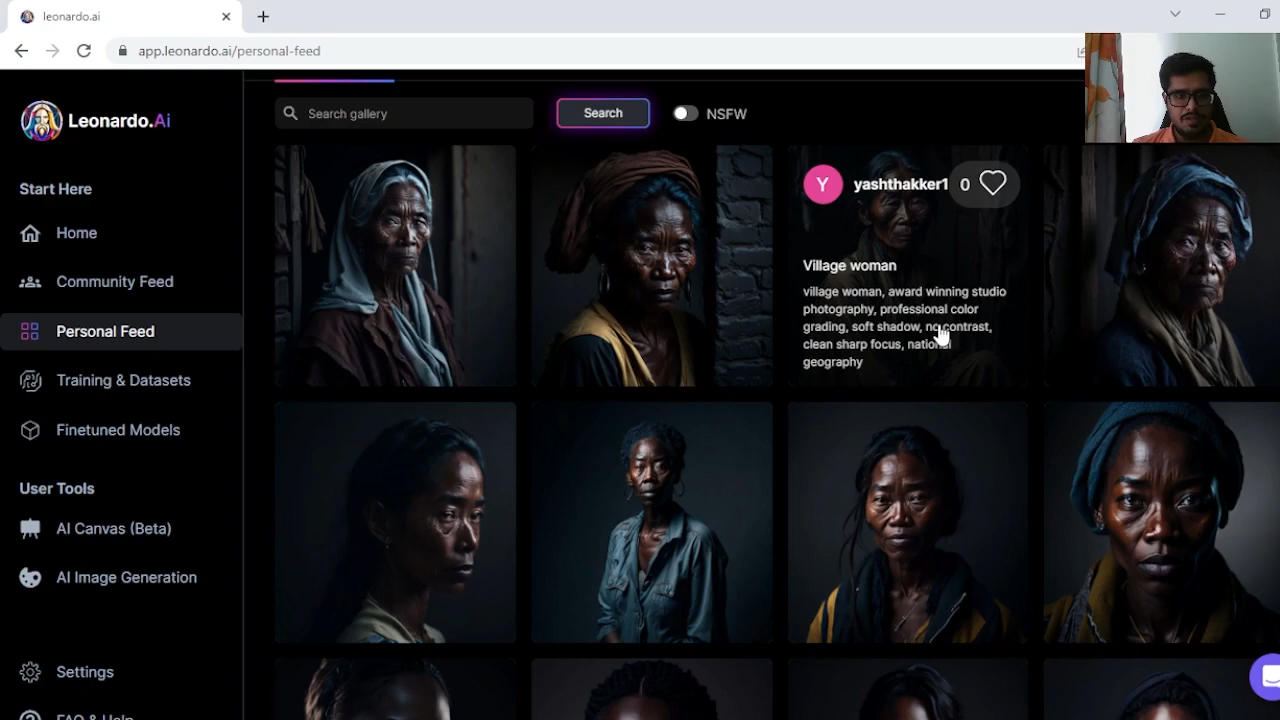 leonardo.ai
app.leonardo.ai/personal-feed
Leonardo.Ai
Start Here
Home
Community Feed
Personal Feed
Training & Datasets
Finetuned Models
User Tools
AI Canvas (Beta)
AI Image Generation
Settings
FAQ & Help
Search gallery
Search
NSFW
Y
yashthakker1
0
Village woman
village woman, award winning studio
photography, professional color
grading, soft shadow, no contrast,
clean sharp focus, national
geography